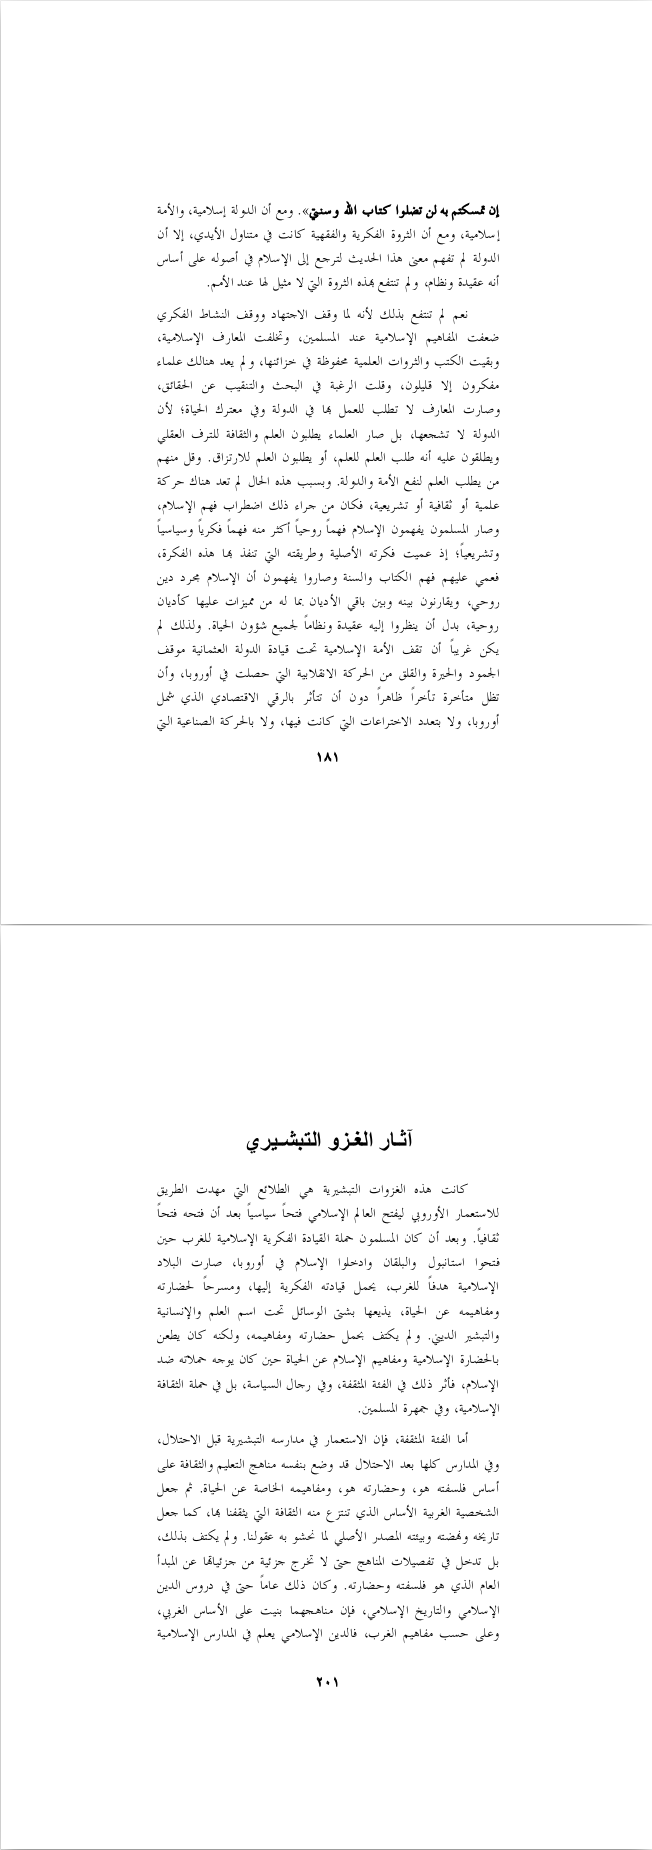 إن تمسكتم به لن تضلوا كتاب الله وسنتي». ومع أن الدولة إسلامية، والأمة
إسلامية، ومع أن الثروة الفكرية والفقهية كانت في متناول الأيدي، إلا أن
الدولة لم تفهم معنى هذا الحديث لترجع إلى الإسلام في أصوله على أساس
أنه عقيدة ونظام، ولم تنتفع بهذه الثروة التي لا مثيل لها عند الأمم.
نعم لم تنتفع بذلك لأنه لما وقف الاجتهاد ووقف النشاط الفكري
ضعفت المفاهيم الإسلامية عند المسلمين، وتخلفت المعارف الإسلامية،
وبقيت الكتب والثروات العلمية محفوظة في خزائنها، ولم يعد هنالك علماء
مفكرون إلا قليلون، وقلت الرغبة في البحث والتنقيب عن الحقائق،
وصارت المعارف لا تطلب للعمل بها في الدولة وفي معترك الحياة؛ لأن
الدولة لا تشجعها، بل صار العلماء يطلبون العلم والثقافة للترف العقلي
ويطلقون عليه أنه طلب العلم للعلم، أو يطلبون العلم للارتزاق. وقل منهم
من يطلب العلم لنفع الأمة والدولة. وبسبب هذه الحال لم تعد هناك حركة
علمية أو ثقافية أو تشريعية، فكان من جراء ذلك اضطراب فهم الإسلام،
وصار المسلمون يفهمون الإسلام فهماً روحياً أكثر منه فهماً فكرياً وسياسياً
وتشريعياً؛ إذ عميت فكرته الأصلية وطريقته التي تنفذ بها هذه الفكرة،
فعمي عليهم فهم الكتاب والسنة وصاروا يفهمون أن الإسلام مجرد دين
روحي، ويقارنون بينه وبين باقي الأديان بما له من مميزات عليها كأديان
روحية، بدل أن ينظروا إليه عقيدة ونظاماً لجميع شؤون الحياة. ولذلك لم
يكن غريباً أن تقف الأمة الإسلامية تحت قيادة الدولة العثمانية موقف
الجمود والحيرة والقلق من الحركة الانقلابية التي حصلت في أوروبا، وأن
تظل متأخرة تأخراً ظاهراً دون أن تتأثر بالرقي الاقتصادي الذي شمل
أوروبا، ولا بتعدد الاختراعات التي كانت فيها، ولا بالحركة الصناعية التي
١٨١
آثـار الغـزو التبشـيري
كانت هذه الغزوات التبشيرية هي الطلائع التي مهدت الطريق
للاستعمار الأوروبي ليفتح العالم الإسلامي فتحاً سياسياً بعد أن فتحه فتحاً
ثقافياً. وبعد أن كان المسلمون حملة القيادة الفكرية الإسلامية للغرب حين
فتحوا استانبول والبلقان وادخلوا الإسلام في أوروبا، صارت البلاد
الإسلامية هدفاً للغرب، يحمل قيادته الفكرية إليها، ومسرحاً لحضارته
ومفاهيمه عن الحياة، يذيعها بشتى الوسائل تحت اسم العلم والإنسانية
والتبشير الديني. ولم يكتف بحمل حضارته ومفاهيمه، ولكنه كان يطعن
بالحضارة الإسلامية ومفاهيم الإسلام عن الحياة حين كان يوجه حملاته ضد
الإسلام، فأثر ذلك في الفئة المثقفة، وفي رجال السياسة، بل في حملة الثقافة
الإسلامية، وفي جمهرة المسلمين.
أما الفئة المثقفة، فإن الاستعمار في مدارسه التبشيرية قبل الاحتلال،
وفي المدارس كلها بعد الاحتلال قد وضع بنفسه مناهج التعليم والثقافة على
أساس فلسفته هو، وحضارته هو، ومفاهيمه الخاصة عن الحياة. ثم جعل
الشخصية الغربية الأساس الذي تنتزع منه الثقافة التي يثقفنا بها، كما جعل
تاريخه ونهضته وبيئته المصدر الأصلي لما نحشو به عقولنا. ولم يكتف بذلك،
بل تدخل في تفصيلات المناهج حتى لا تخرج جزئية من جزئياتها عن المبدأ
العام الذي هو فلسفته وحضارته. وكان ذلك عاماً حتى في دروس الدين
الإسلامي والتاريخ الإسلامي، فإن مناهجهما بنيت على الأساس الغربي،
وعلى حسب مفاهيم الغرب، فالدين الإسلامي يعلم في المدارس الإسلامية
٢٠١